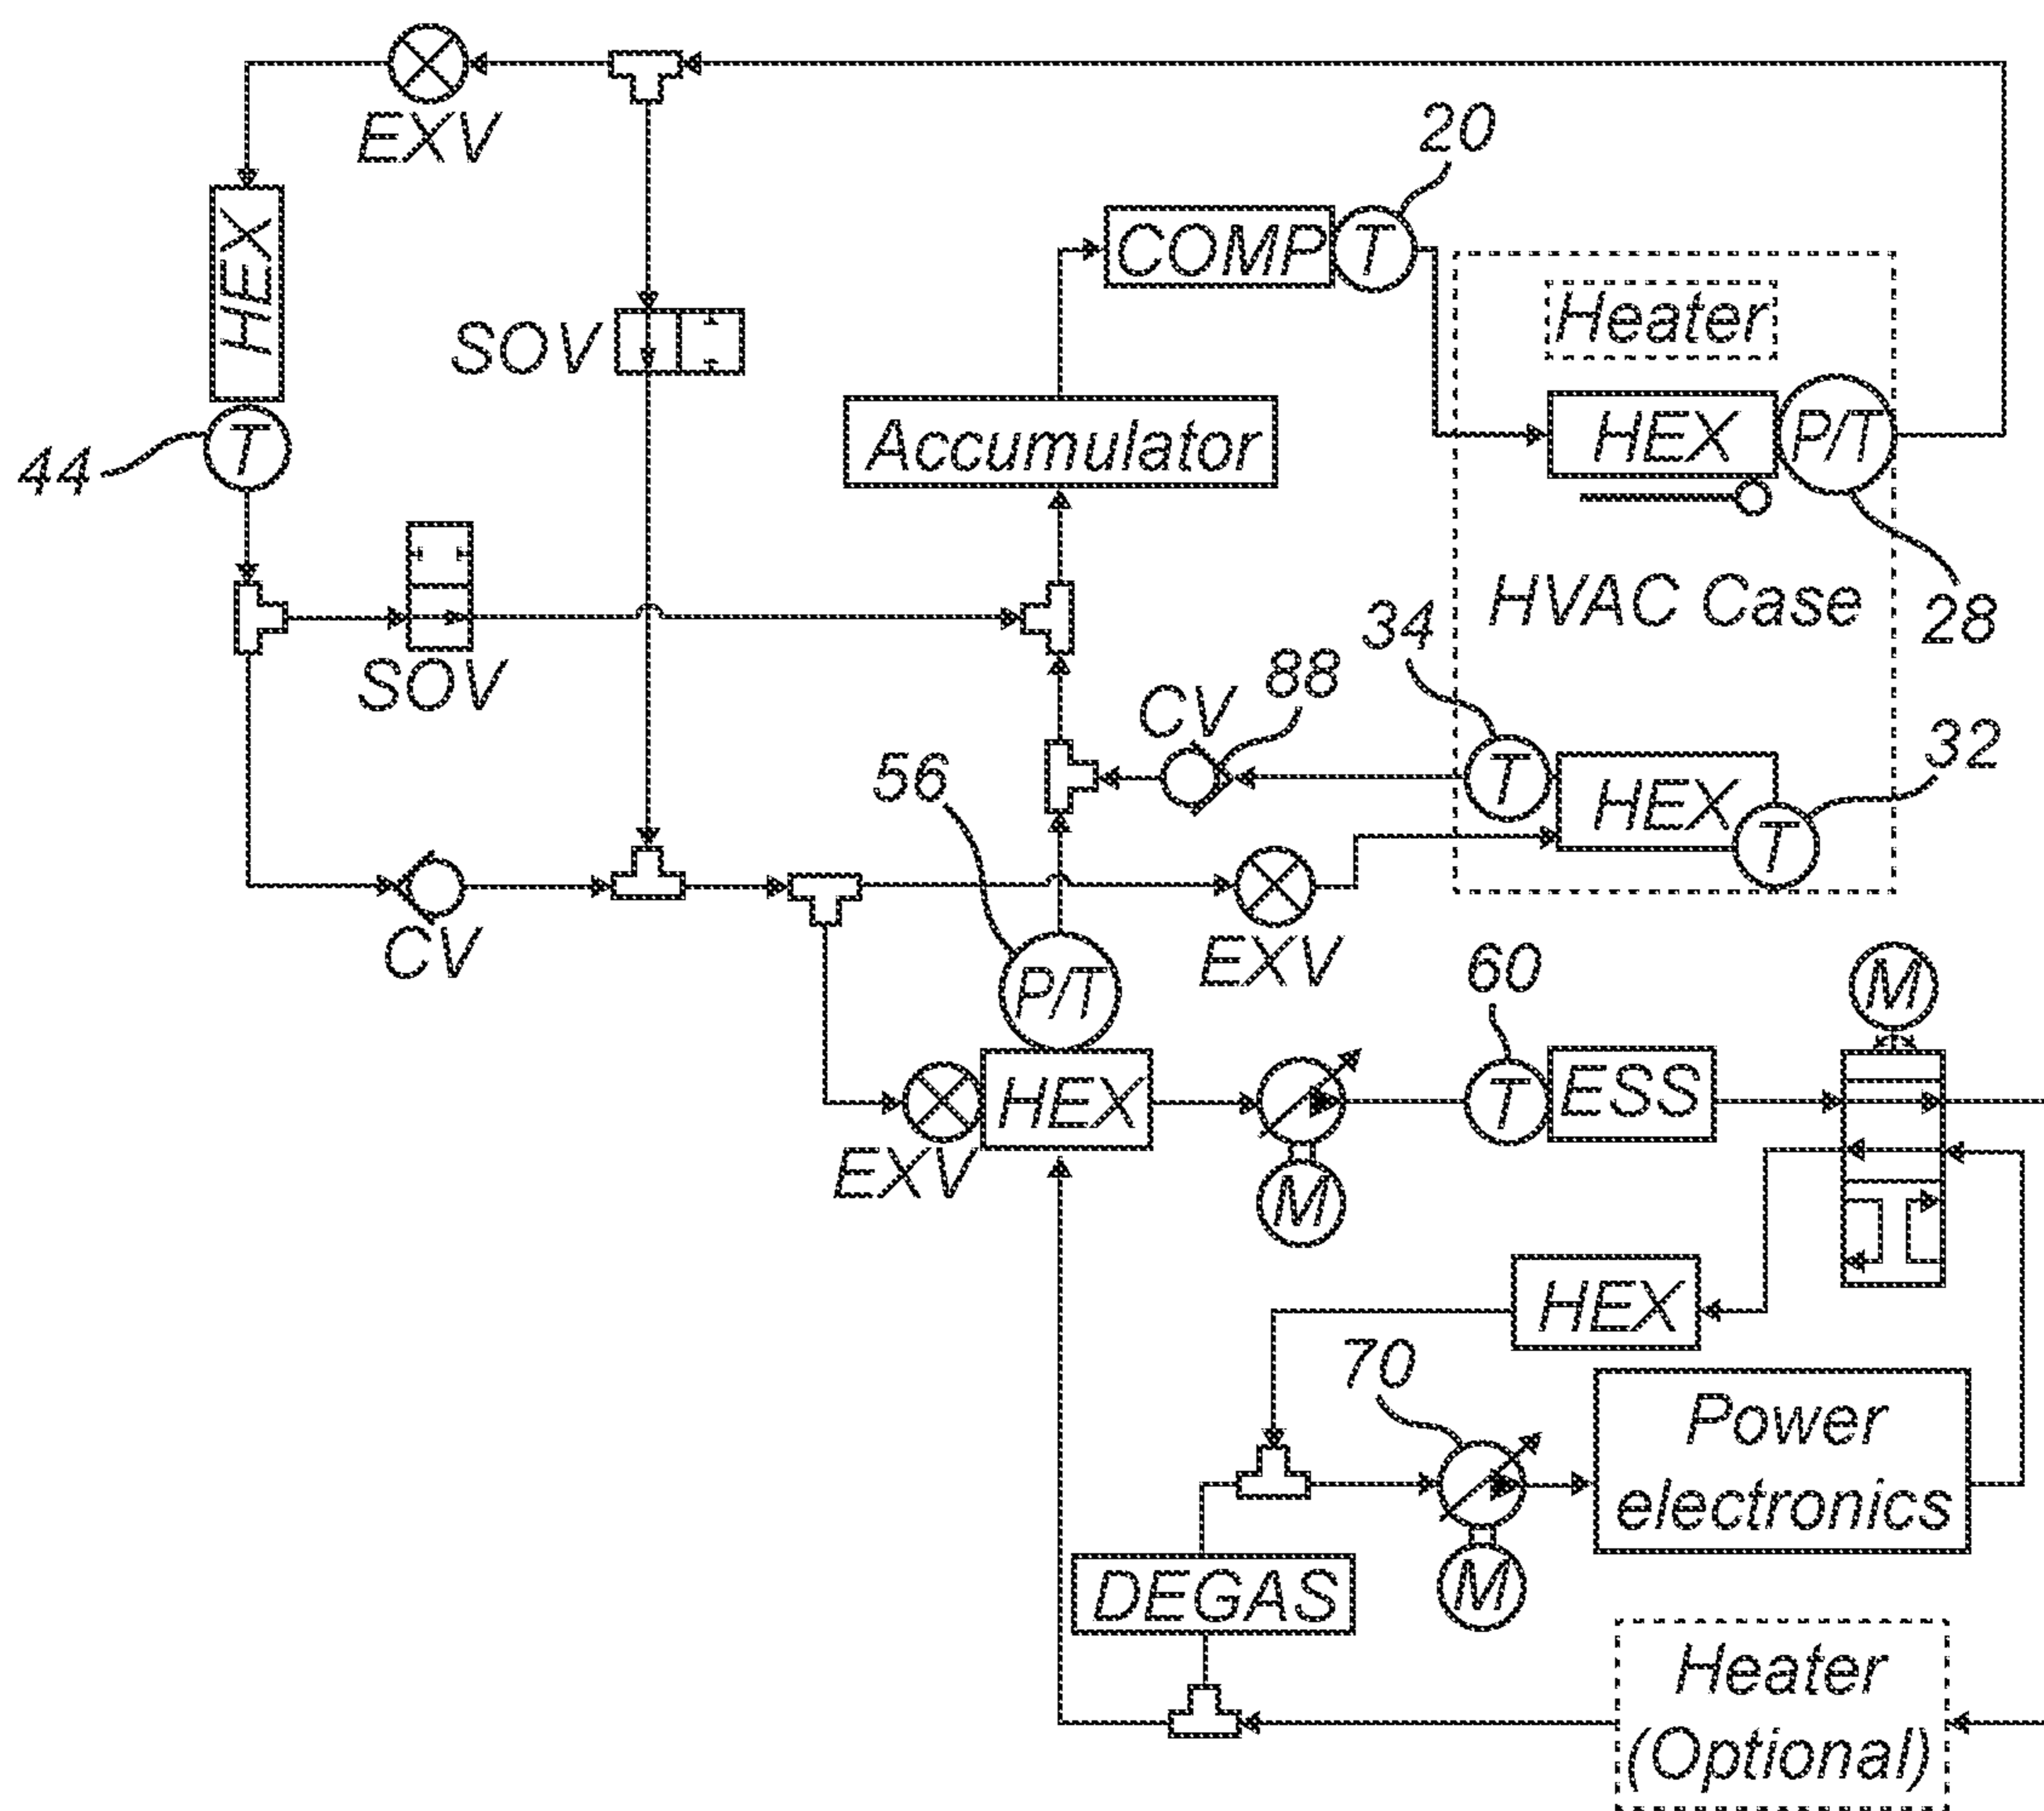 EXV
20
HEX
COMP
T
Heater
SOV
HEX
P/T
44
T
Accumulator
HVAC Case
28
34
SOV
CV
88
32
56
T
HEX
T
CV
EXV
60
M
P/T
EXV
HEX
T
ESS
M
HEX
70
Power
electronics
DEGAS
M
Heater
(Optional)